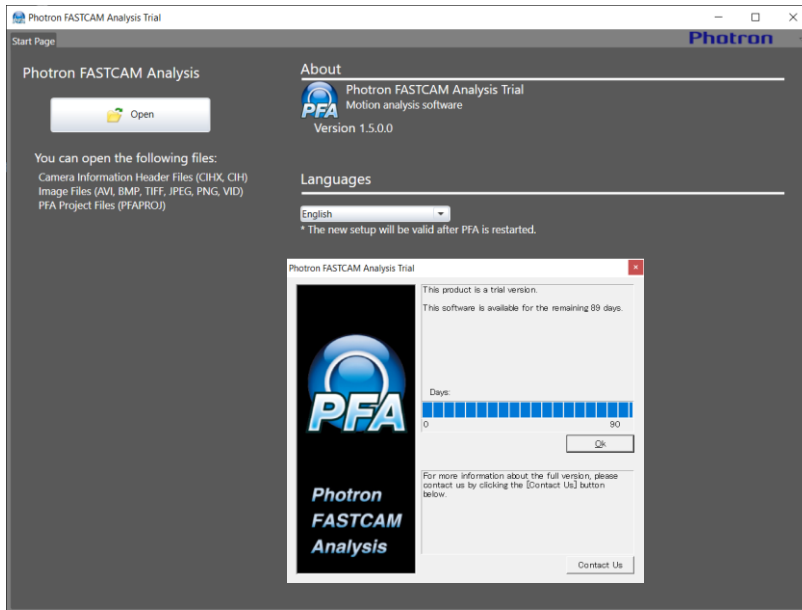 Photron FASTCAM Analysis Trial
Start Page
Photron
Photron FASTCAM Analysis
Open
You can open the following files:
Camera Information Header Files (CIHX, CIH)
Image Files (AVI, BMP, TIFF, JPEG, PNG, VID)
PFA Project Files (PFAPROJ)
About
PFA
Photron FASTCAM Analysis Trial
Motion analysis software
Version 1.5.0.0
Languages
English
* The new setup will be valid after PFA is restarted.
Photron FASTCAM Analysis Trial
PFA
Photron
FASTCAM
Analysis
This product is a trial version.
This software is available for the remaining 89 days.
Days:
0 90
Ok
For more information about the full version, please
contact us by clicking the [Contact Us] button
below.
Contact Us